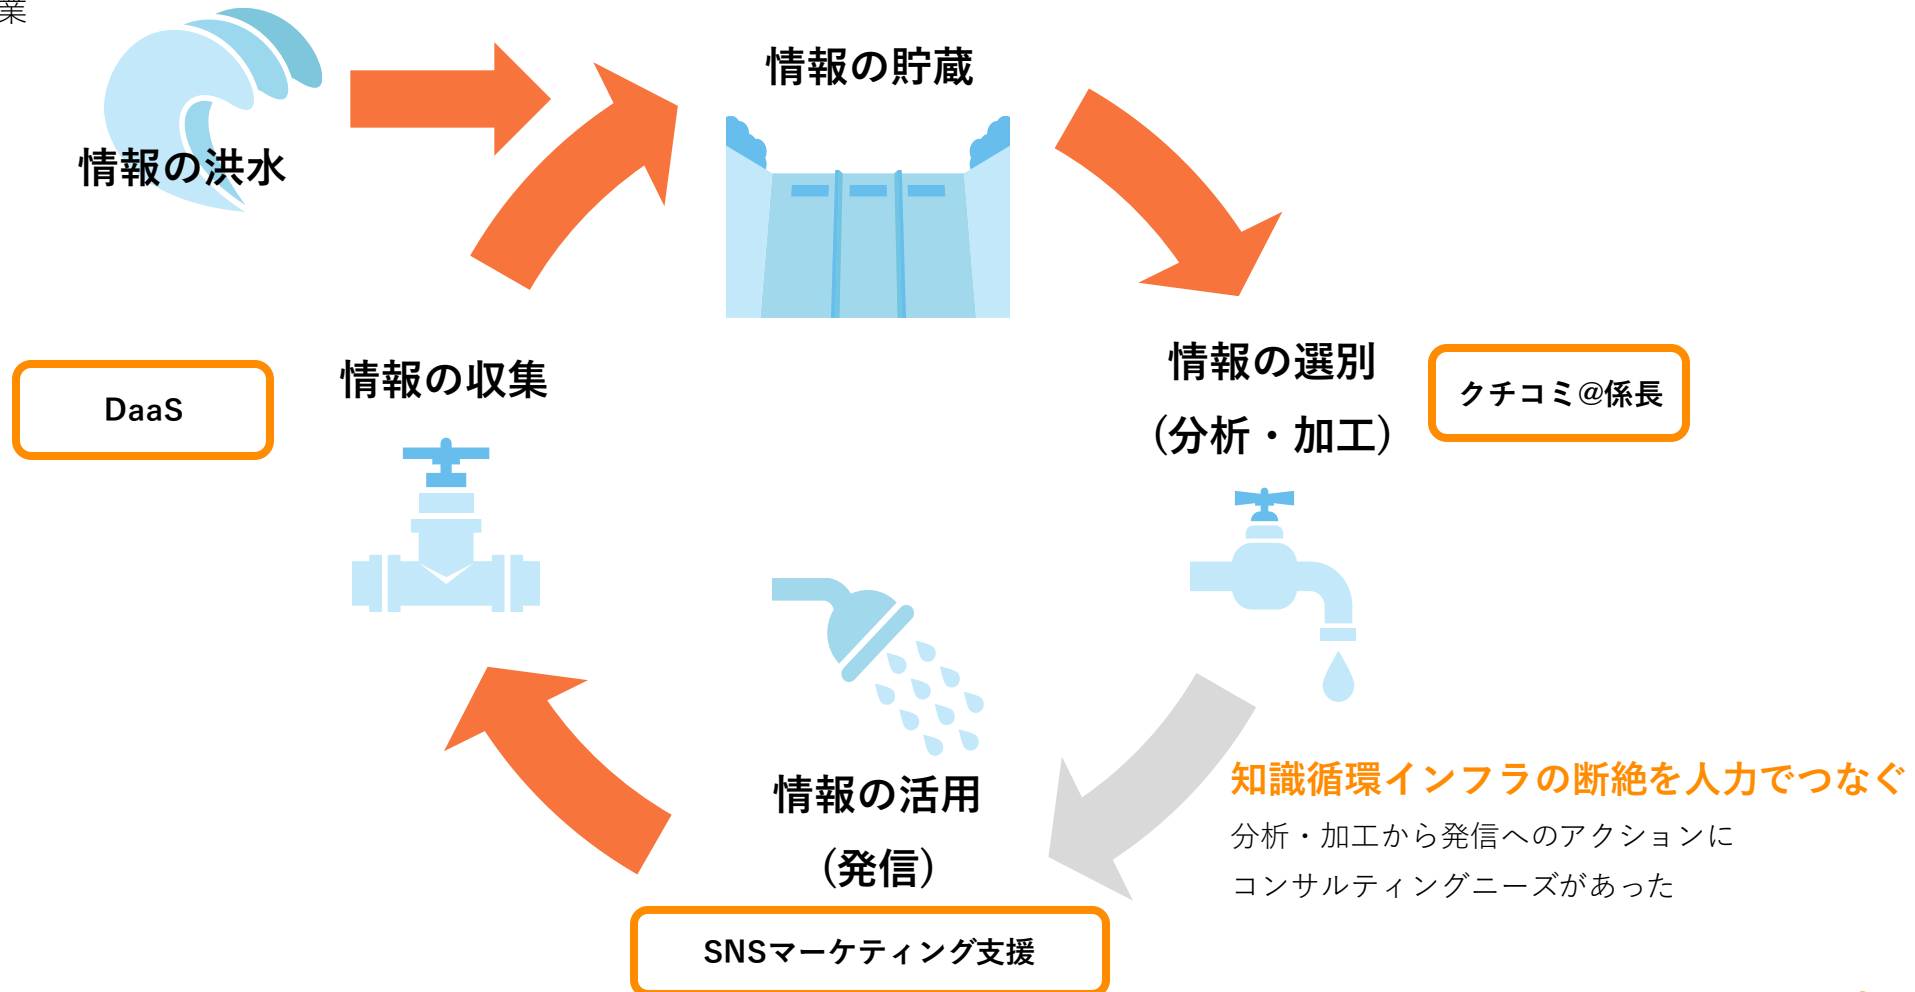 業
情報の洪水
情報の貯蔵
情報の収集
DaaS
情報の選別
(分析・加工)
クチコミ@係長
情報の活用
(発信)
SNSマーケティング支援
知識循環インフラの断絶を人力でつなぐ
分析・加工から発信へのアクションに
コンサルティングニーズがあった